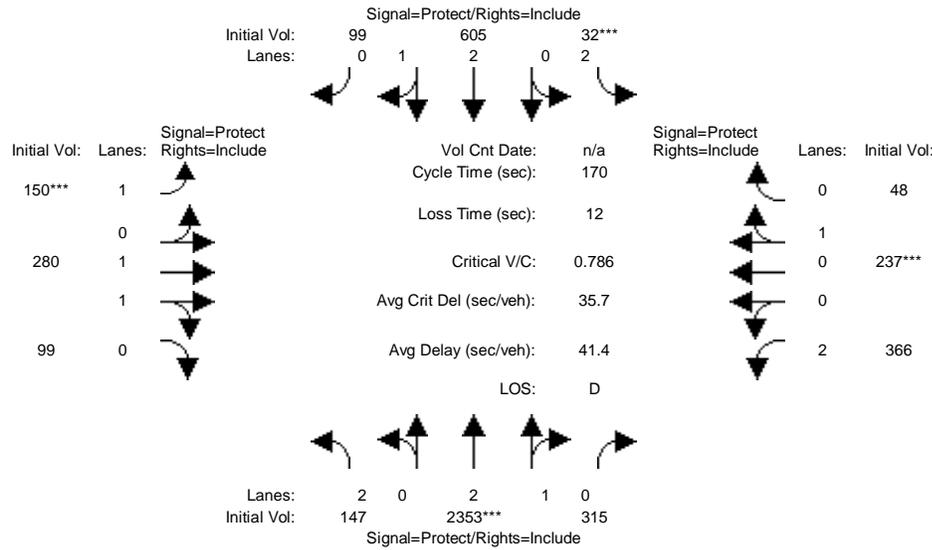 Signal=Protect/Rights=Include
Initial Vol: 99 605 32***
Lanes: 0 1 2 0 2
Signal=Protect
Initial Vol: Lanes: Rights=Include
Vol Cnt Date: n/a
Signal=Protect
Rights=Include Lanes: Initial Vol:
Cycle Time (sec): 170
150*** 1
0 48
Loss Time (sec): 12
0
1
280 1
Critical V/C: 0.786
0 237***
1
Avg Crit Del (sec/veh): 35.7
0
99 0
Avg Delay (sec/veh): 41.4
2 366
LOS: D
Lanes: 2 0 2 1 0
Initial Vol: 147 2353*** 315
Signal=Protect/Rights=Include